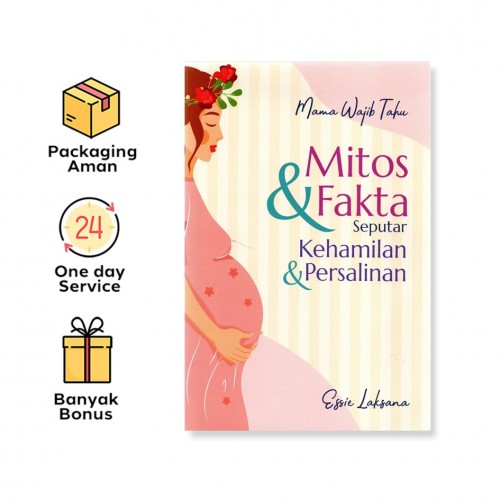 Packaging
Aman
24
One day
Service
Banyak
Bonus
Mama Wajib Tahu
Mitos
& Fakta
Seputar
Kehamilan
& Persalinan
Essie Laksana